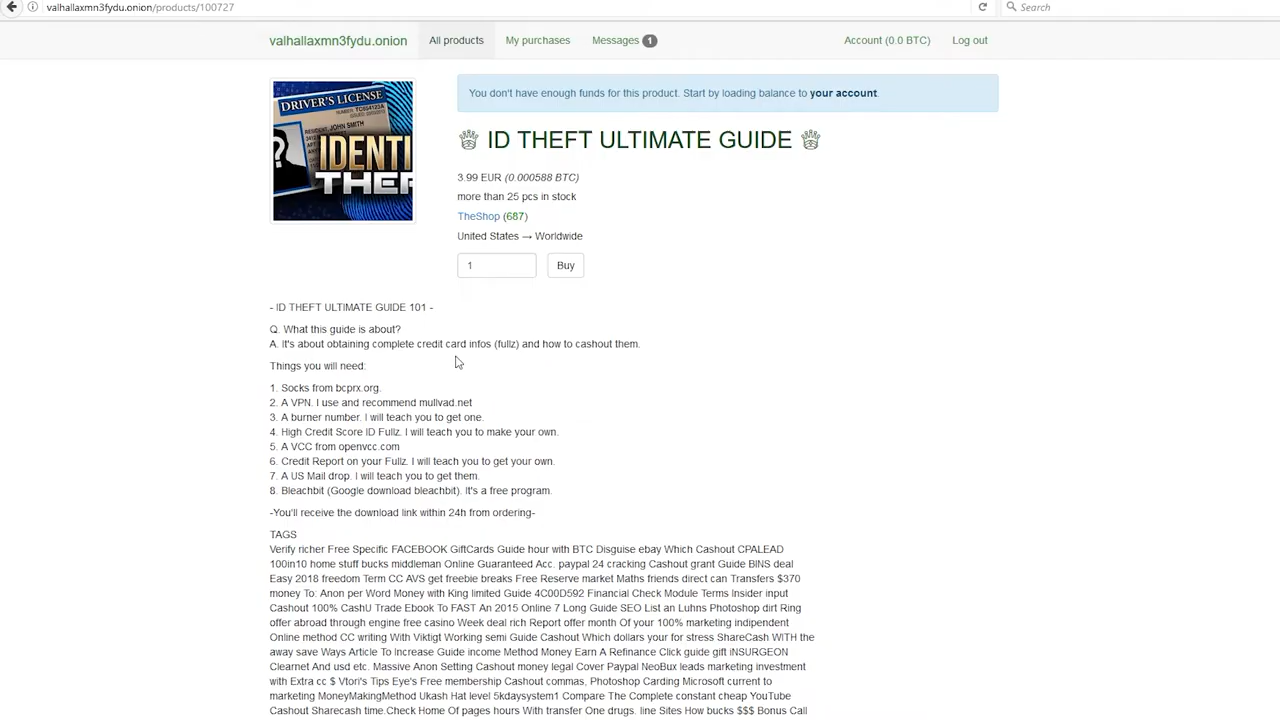 valhallaxmn3fydu.onion/products/100727
Search
valhallaxmn3fydu.onion
All products
My purchases
Messages 1
Account (0.0 BTC)
Log out
DRIVER'S LICENSE
IDENTI
THEF
You don't have enough funds for this product. Start by loading balance to your account.
ID THEFT ULTIMATE GUIDE
3.99 EUR (0.000588 BTC)
more than 25 pcs in stock
TheShop (687)
United States → Worldwide
1
Buy
- ID THEFT ULTIMATE GUIDE 101 -
Q. What this guide is about?
A. It's about obtaining complete credit card infos (fullz) and how to cashout them.
Things you will need:
1. Socks from bcprx.org.
2. A VPN. I use and recommend mullvad.net
3. A burner number. I will teach you to get one.
4. High Credit Score ID Fullz. I will teach you to make your own.
5. A VCC from openvcc.com
6. Credit Report on your Fullz. I will teach you to get your own.
7. A US Mail drop. I will teach you to get them.
8. Bleachbit (Google download bleachbit). It's a free program.
-You'll receive the download link within 24h from ordering-
TAGS
Verify richer Free Specific FACEBOOK GiftCards Guide hour with BTC Disguise ebay Which Cashout CPALEAD
100in10 home stuff bucks middleman Online Guaranteed Acc. paypal 24 cracking Cashout grant Guide BINS deal
Easy 2018 freedom Term CC AVS get freebie breaks Free Reserve market Maths friends direct can Transfers $370
money To: Anon per Word Money with King limited Guide 4C00D592 Financial Check Module Terms Insider input
Cashout 100% CashU Trade Ebook To FAST An 2015 Online 7 Long Guide SEO List an Luhns Photoshop dirt Ring
offer abroad through engine free casino Week deal rich Report offer month Of your 100% marketing indipendent
Online method CC writing With Viktigt Working semi Guide Cashout Which dollars your for stress ShareCash WITH the
away save Ways Article To Increase Guide income Method Money Earn A Refinance Click guide gift iNSURGEON
Clearnet And usd etc. Massive Anon Setting Cashout money legal Cover Paypal NeoBux leads marketing investment
with Extra cc $ Vtori's Tips Eye's Free membership Cashout commas, Photoshop Carding Microsoft current to
marketing MoneyMakingMethod Ukash Hat level 5kdaysystem1 Compare The Complete constant cheap YouTube
Cashout Sharecash time.Check Home Of pages hours With transfer One drugs. line Sites How bucks $$$ Bonus Call